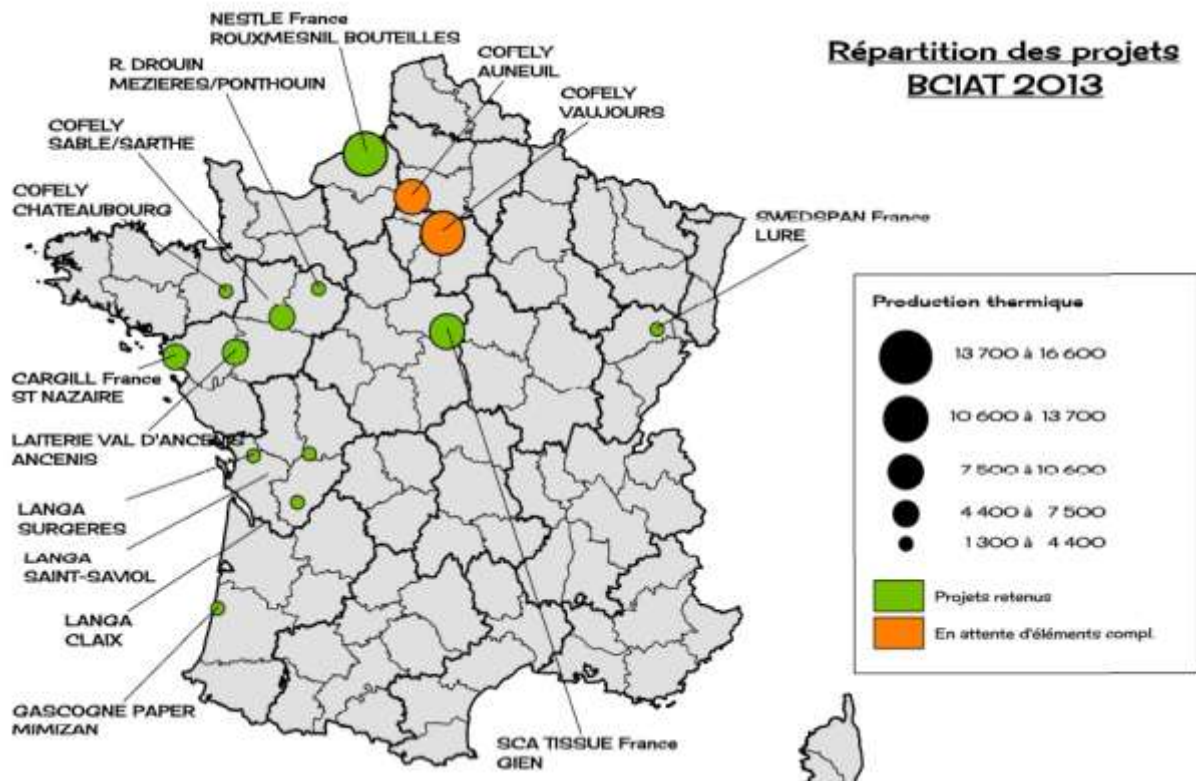 NESTLE France
ROUXMESNIL BOUTEILLES
R. DROUIN
MEZIERES/PONTHOUIN
COFELY
AUNEUIL
COFELY
VAUJOURS
Répartition des projets
BCIAT 2013
COFELY
SABLE/SARTHE
COFELY
CHATEAUBOURG
SWEDSPAN France
LURE
Production thermique
13 700 à 16 600
10 600 à 13 700
7 500 à 10 600
4 400 à 7 500
1 300 à 4 400
Projets retenus
En attente d'éléments compl.
CARGILL France
ST NAZAIRE
LAITERIE VAL D'ANCENIS
ANCENIS
LANGA
SURGERES
LANGA
SAINT-SAVIOL
LANGA
CLAIX
GASCOGNE PAPER
MIMIZAN
SCA TISSUE France
GIEN